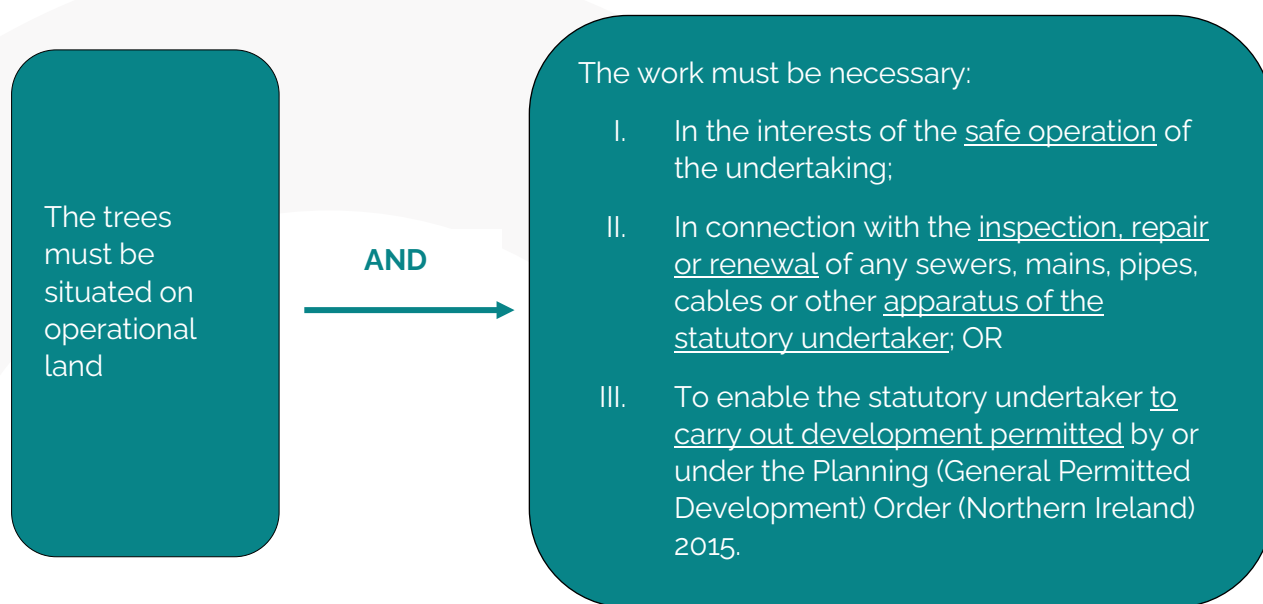 The trees
must be
situated on
operational
land
AND
The work must be necessary:
I. In the interests of the safe operation of
the undertaking;
II. In connection with the inspection, repair
or renewal of any sewers, mains, pipes,
cables or other apparatus of the
statutory undertaker; OR
III. To enable the statutory undertaker to
carry out development permitted by or
under the Planning (General Permitted
Development) Order (Northern Ireland)
2015.